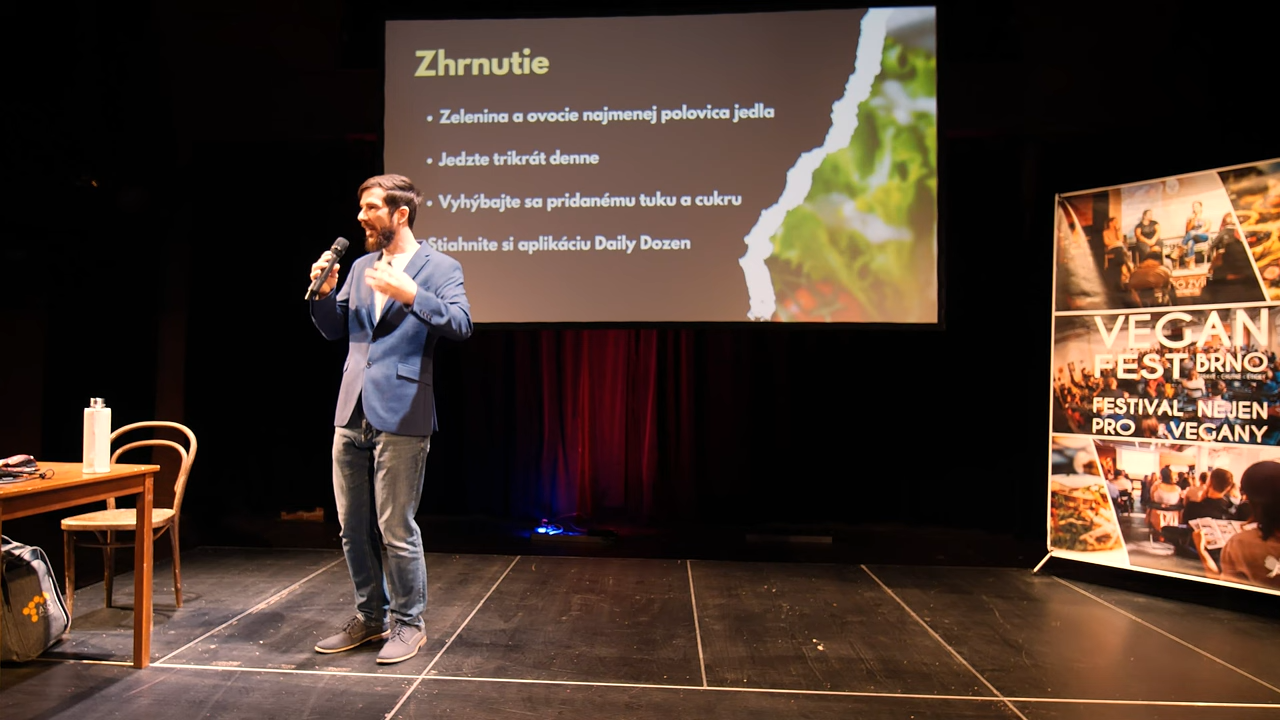 Zhrnutie
• Zelenina a ovocie najmenej polovica jedla
• Jedzte trikrát denne
• Vyhýbajte sa pridanému tuku a cukru
Stiahnite si aplikáciu Daily Dozen
VEGAN
FEST BRNO
FESTIVAL NEJEN
PRO VEGANY